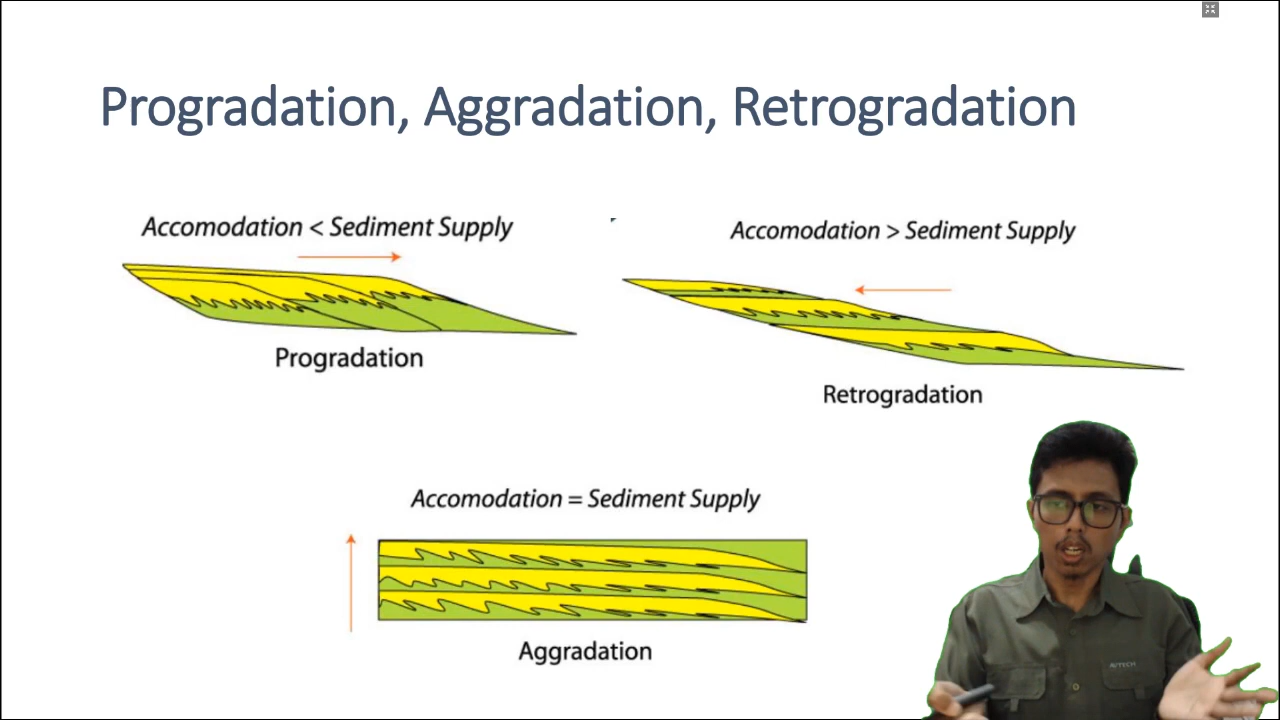 Progradation, Aggradation, Retrogradation
Accomodation < Sediment Supply
Progradation
Accomodation > Sediment Supply
Retrogradation
Accomodation = Sediment Supply
Aggradation